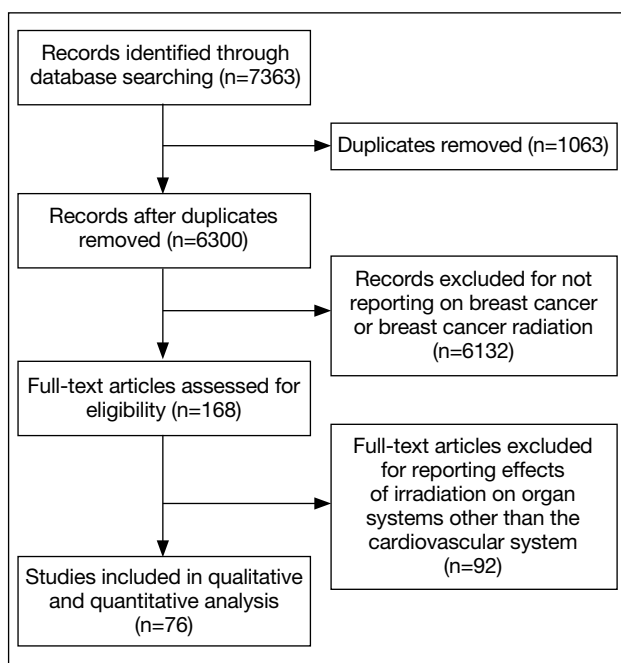 Records identified through
database searching (n=7363)
Duplicates removed (n=1063)
Records after duplicates
removed (n=6300)
Records excluded for not
reporting on breast cancer
or breast cancer radiation
(n=6132)
Full-text articles assessed for
eligibility (n=168)
Full-text articles excluded
for reporting effects
of irradiation on organ
systems other than the
cardiovascular system
(n=92)
Studies included in qualitative
and quantitative analysis
(n=76)